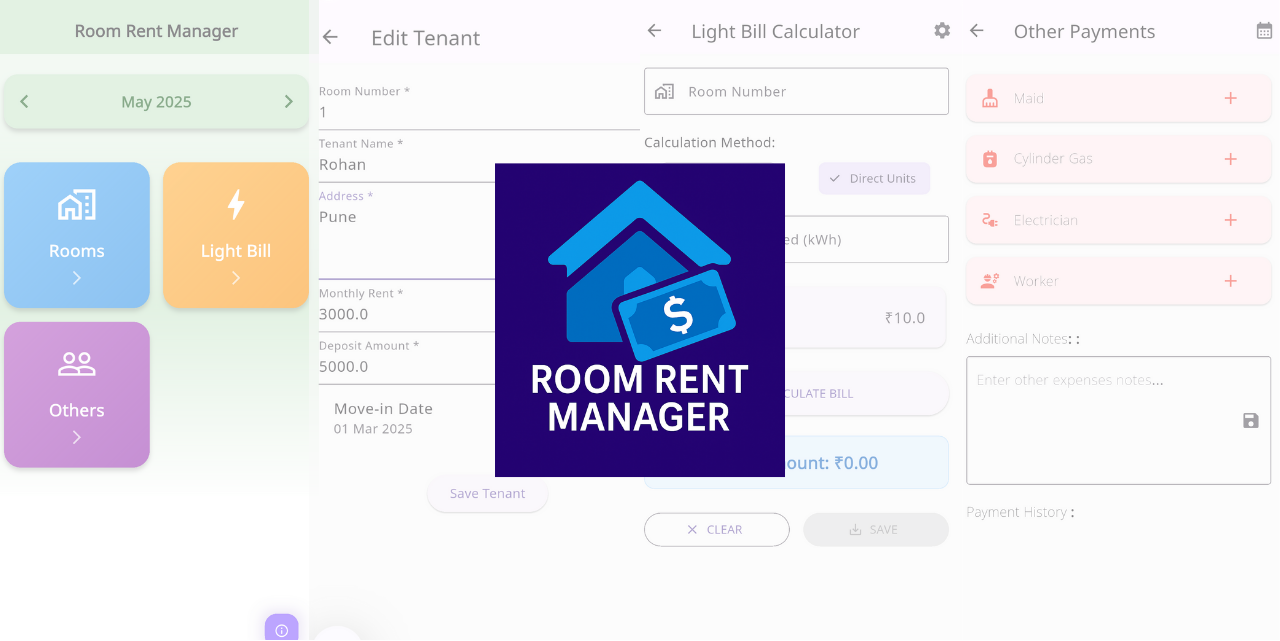 Room Rent Manager
May 2025
Rooms
Light Bill
Others
Edit Tenant
Room Number *
1
Tenant Name *
Rohan
Address *
Pune
Monthly Rent *
3000.0
Deposit Amount *
5000.0
Move-in Date
01 Mar 2025
Save Tenant
$
ROOM RENT
MANAGER
Light Bill Calculator
Room Number
Calculation Method:
Direct Units
(kWh)
₹10.0
BILL
₹0.00
CLEAR
SAVE
Other Payments
Maid
Cylinder Gas
Electrician
Worker
Additional Notes: :
Enter other expenses notes...
Payment History :